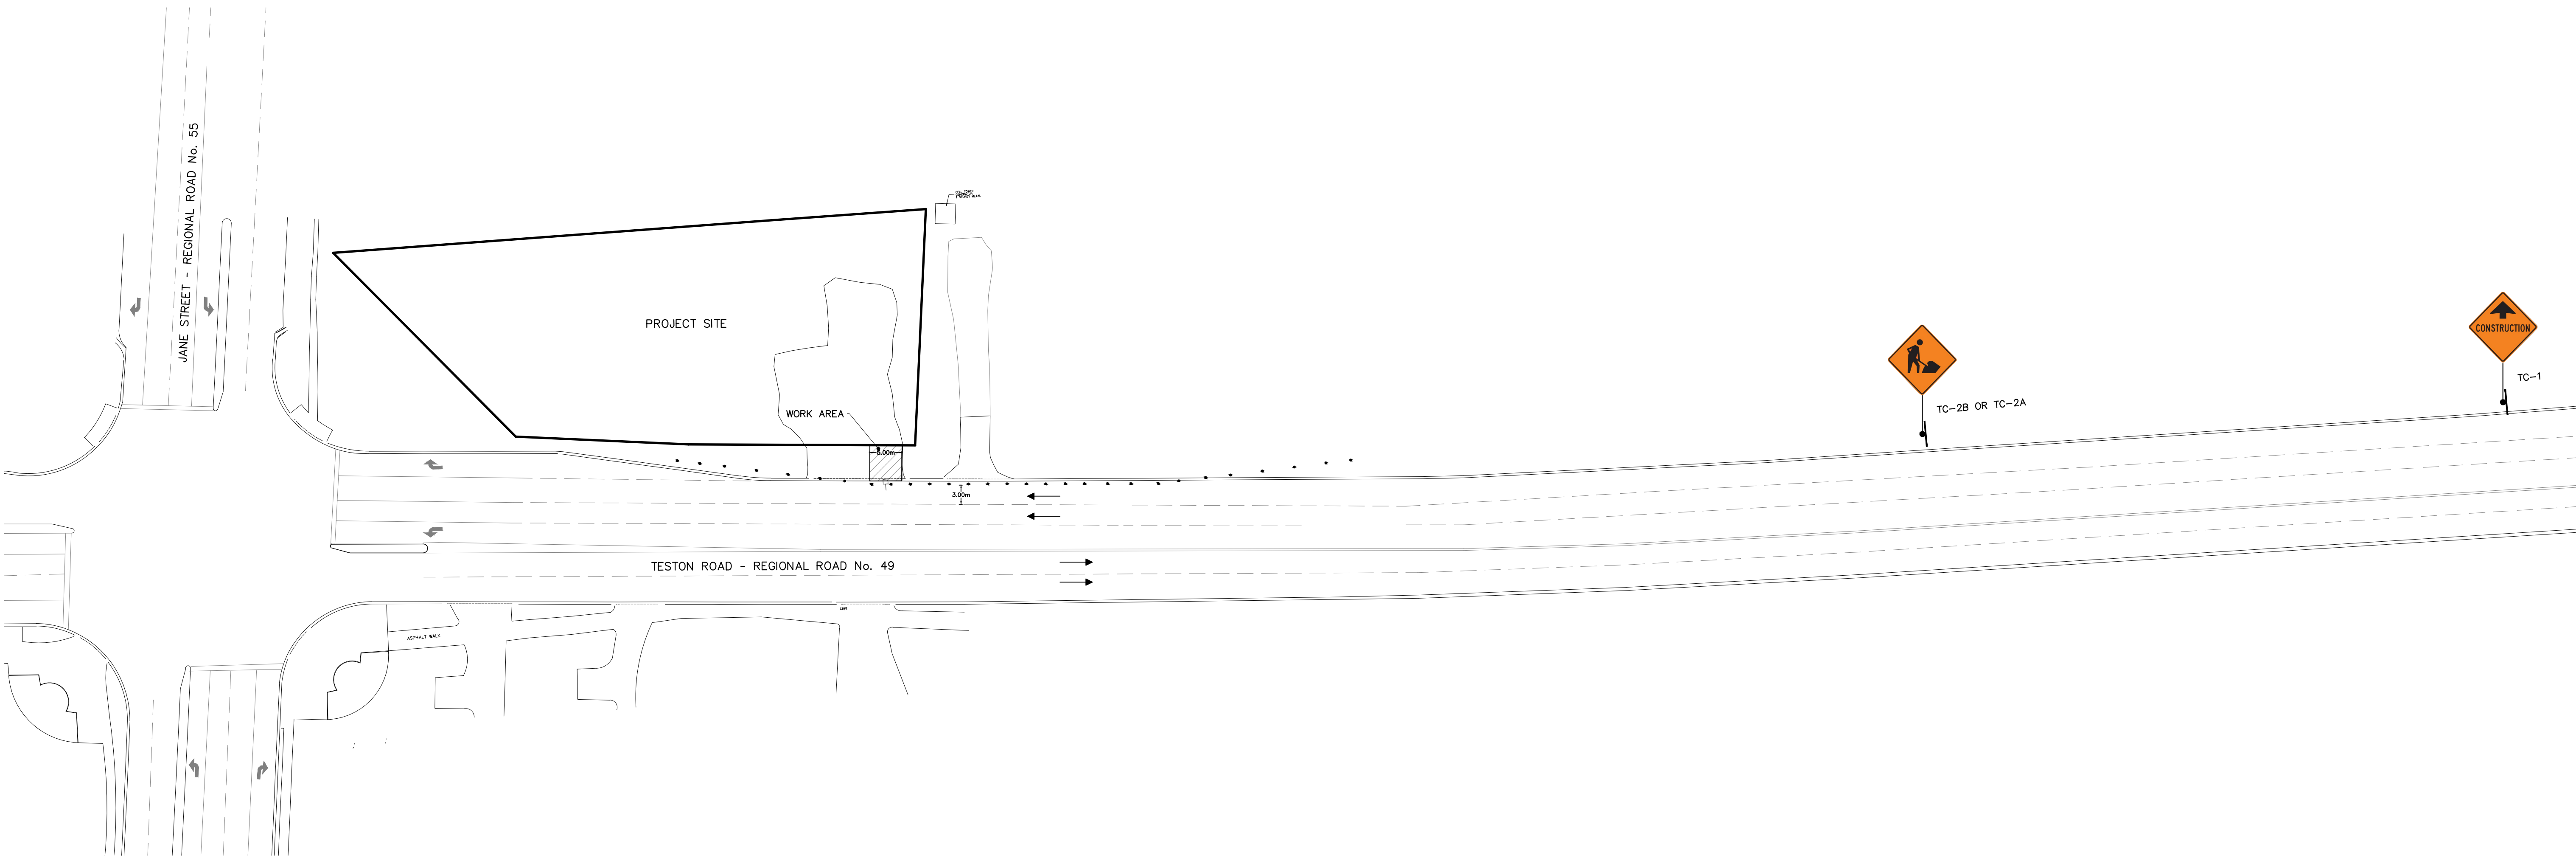 JANE STREET - REGIONAL ROAD No. 55
PROJECT SITE
WORK AREA
5.00m
3.00m
CONSTRUCTION
TC-1
TC-2B OR TC-2A
TESTON ROAD - REGIONAL ROAD No. 49
ASPHALT WALK